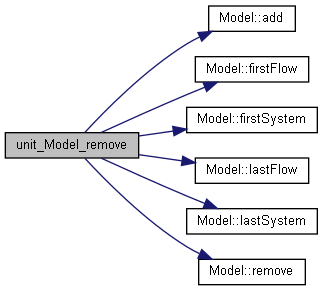 Model::add
Model::firstFlow
Model::firstSystem
unit_Model_remove
Model::lastFlow
Model::lastSystem
Model::remove